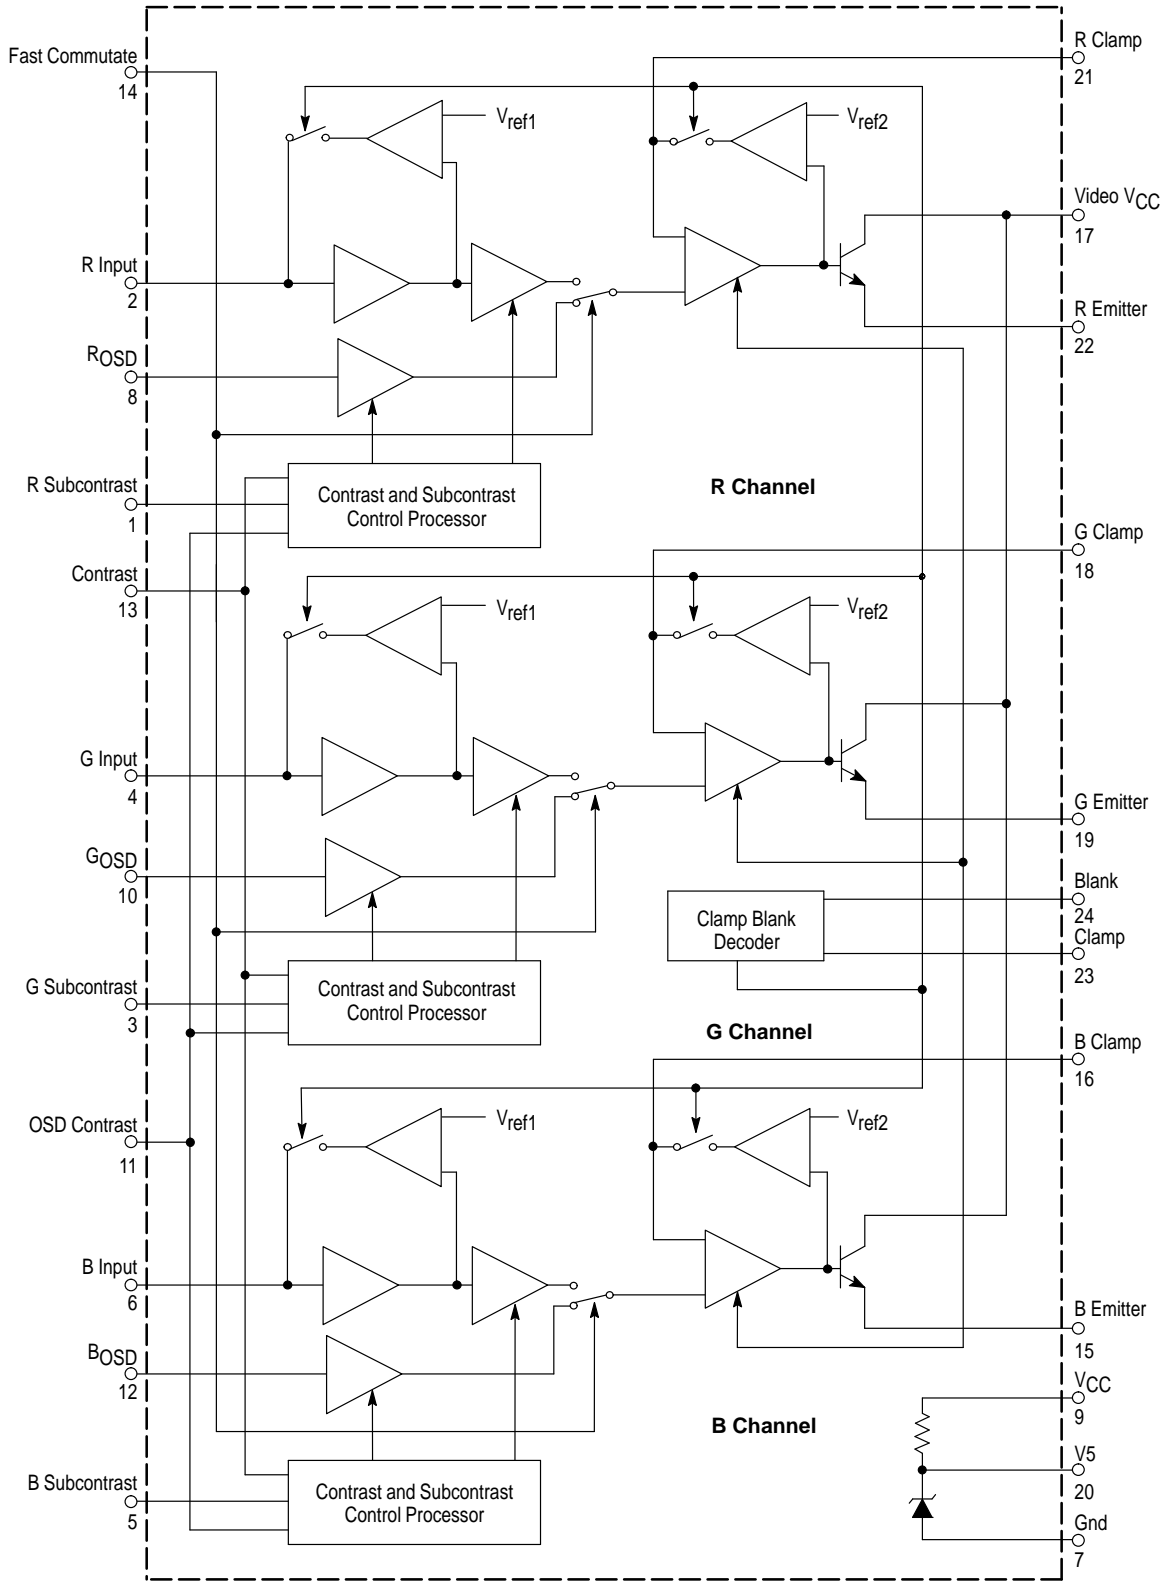 Fast Commutate
14
R Clamp
21
Vref1
Vref2
Video VCC
17
R Input
2
R Emitter
22
ROSD
8
R Subcontrast
1
Contrast and Subcontrast
Control Processor
R Channel
G Clamp
18
Contrast
13
Vref1
Vref2
G Input
4
G Emitter
19
GOSD
10
Blank
24
Clamp Blank
Decoder
Clamp
23
G Subcontrast
3
Contrast and Subcontrast
Control Processor
G Channel
B Clamp
16
OSD Contrast
11
Vref1
Vref2
B Input
6
B Emitter
15
BOSD
12
VCC
9
B Channel
V5
20
B Subcontrast
5
Contrast and Subcontrast
Control Processor
Gnd
7